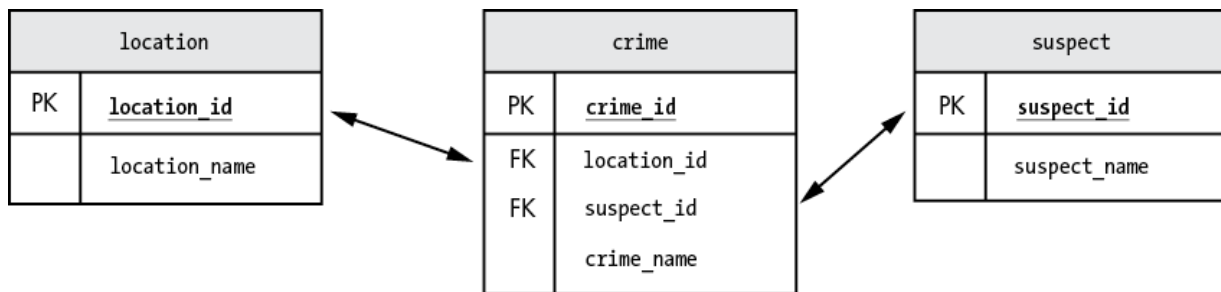 location
PK location_id
location_name
crime
PK crime_id
FK location_id
FK suspect_id
crime_name
suspect
PK suspect_id
suspect_name